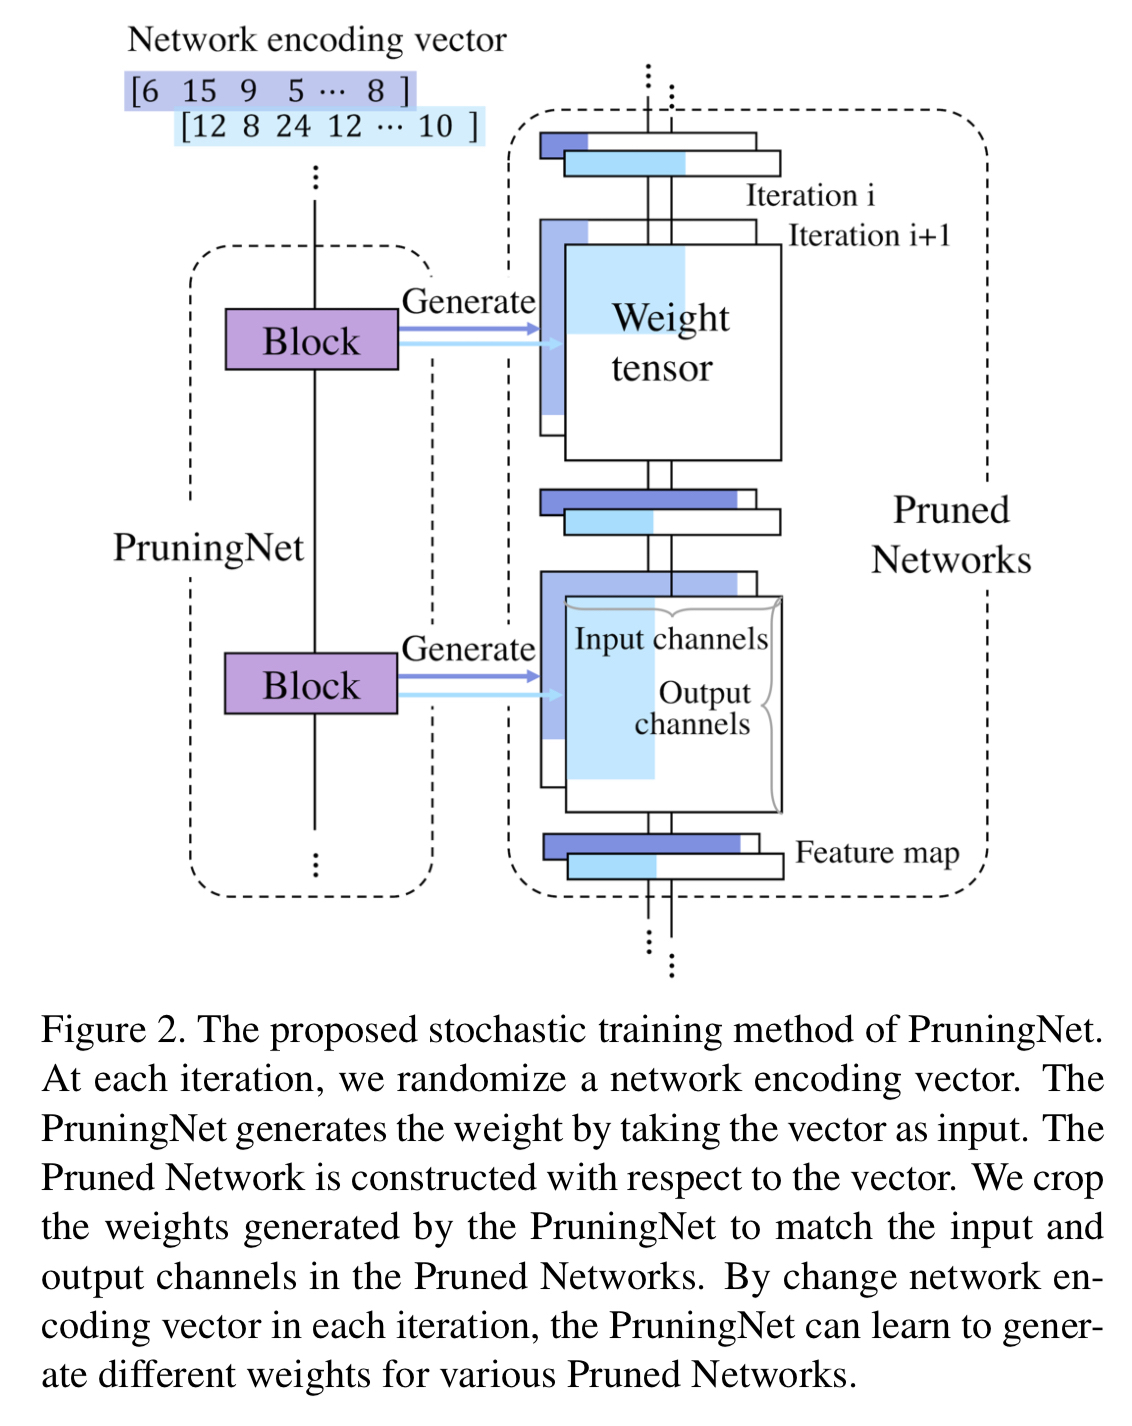 Network encoding vector
[6 15 9 5 ⋯ 8 ]
[12 8 24 12 ⋯ 10 ]
Iteration i
Iteration i+1
Generate
Block
Weight
tensor
Pruned
Networks
PruningNet
Input channels
Generate
Block
Output
channels
Feature map
Figure 2. The proposed stochastic training method of PruningNet.
At each iteration, we randomize a network encoding vector. The
PruningNet generates the weight by taking the vector as input. The
Pruned Network is constructed with respect to the vector. We crop
the weights generated by the PruningNet to match the input and
output channels in the Pruned Networks. By change network en-
coding vector in each iteration, the PruningNet can learn to gener-
ate different weights for various Pruned Networks.